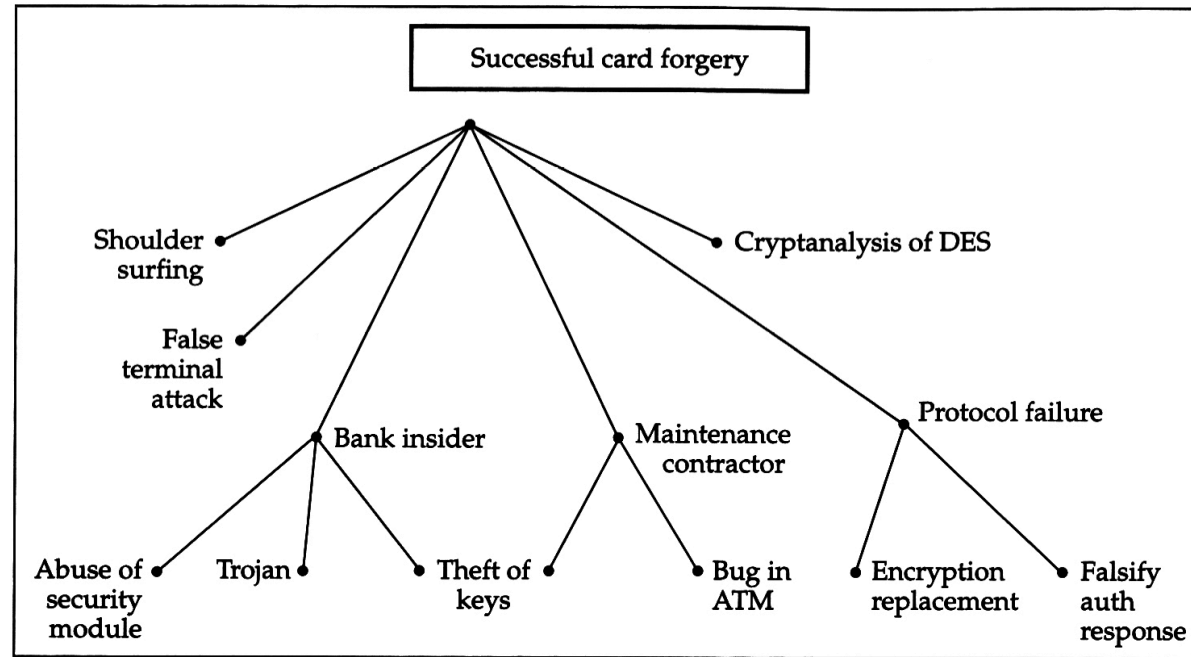 Successful card forgery
Shoulder
surfing
Cryptanalysis of DES
False
terminal
attack
Bank insider
Maintenance
contractor
Protocol failure
Abuse of
security
module
Trojan
Theft of
keys
Bug in
ATM
Encryption
replacement
Falsify
auth
response